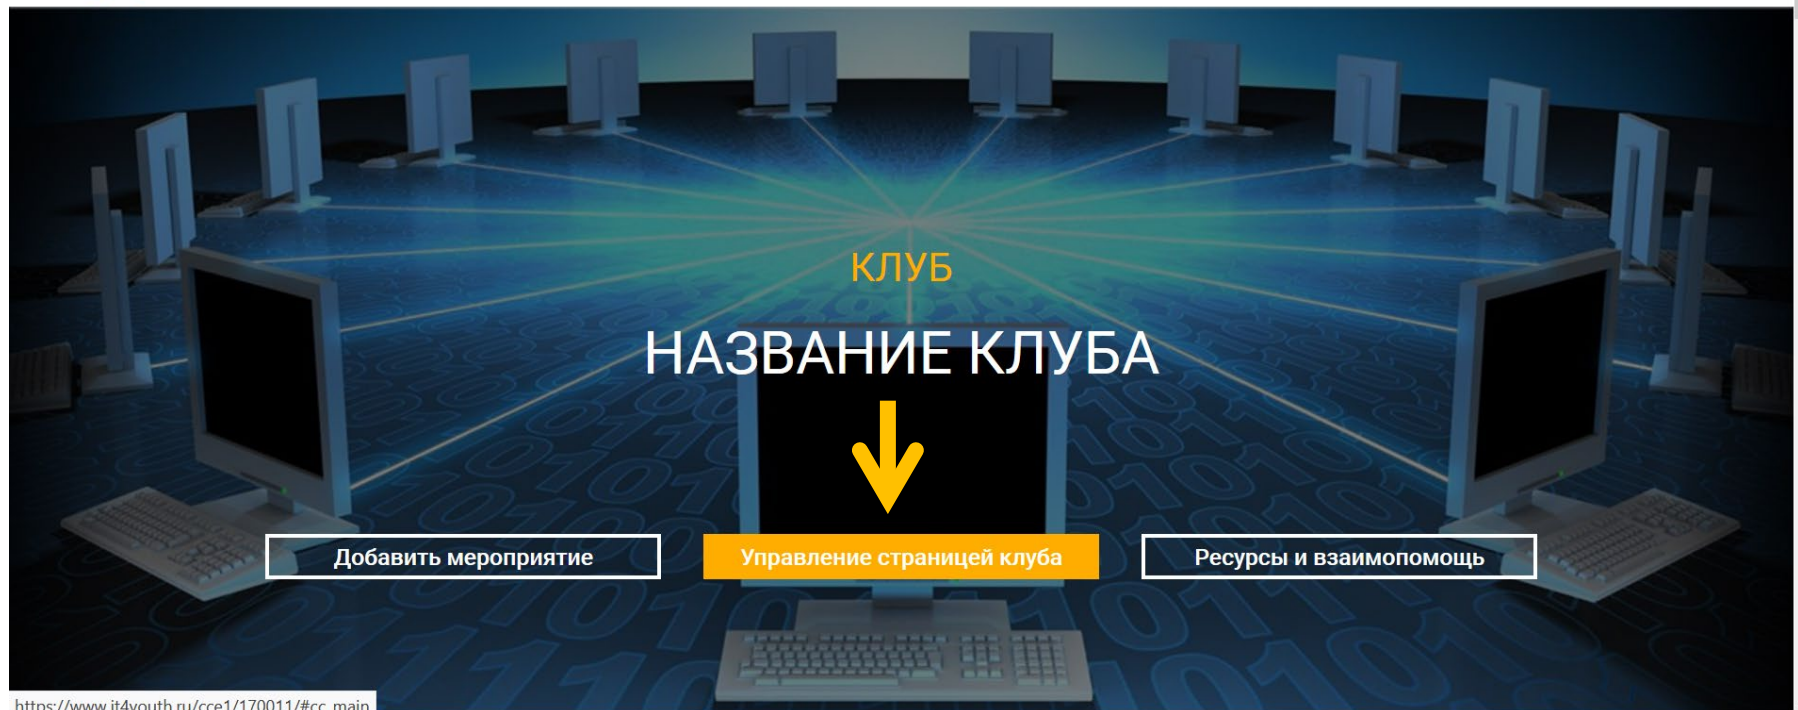 КЛУБ
НАЗВАНИЕ КЛУБА
Добавить мероприятие
Управление страницей клуба
Ресурсы и взаимопомощь
https://www.it4youth.ru/cce1/170011/#cc_main